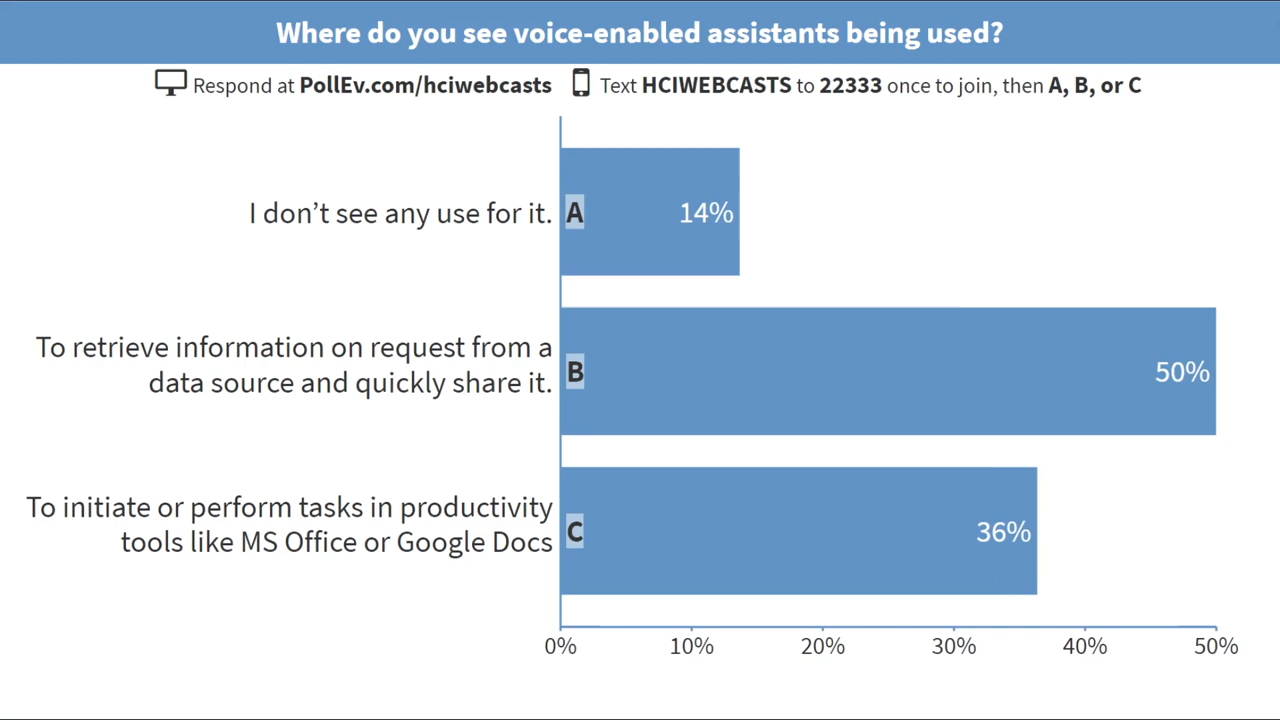 Where do you see voice-enabled assistants being used?
Respond at PollEv.com/hciwebcasts Text HCIWEBCASTS to 22333 once to join, then A, B, or C
I don’t see any use for it. A 14%
To retrieve information on request from a
data source and quickly share it. B 50%
To initiate or perform tasks in productivity
tools like MS Office or Google Docs C 36%
0% 10% 20% 30% 40% 50%